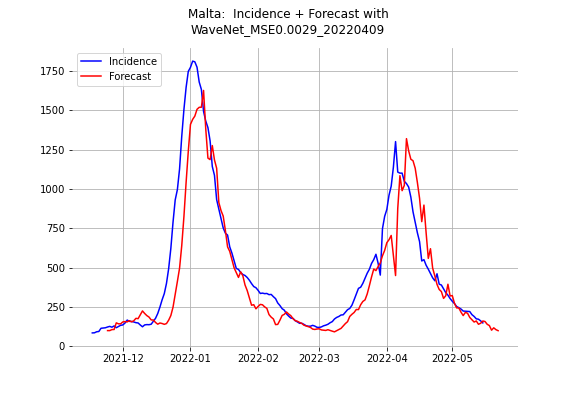 Malta:  Incidence + Forecast with
WaveNet_MSE0.0029_20220409
Incidence
Forecast
1750
1500
1250
1000
750
500
250
0
2021-12 2022-01 2022-02 2022-03 2022-04 2022-05